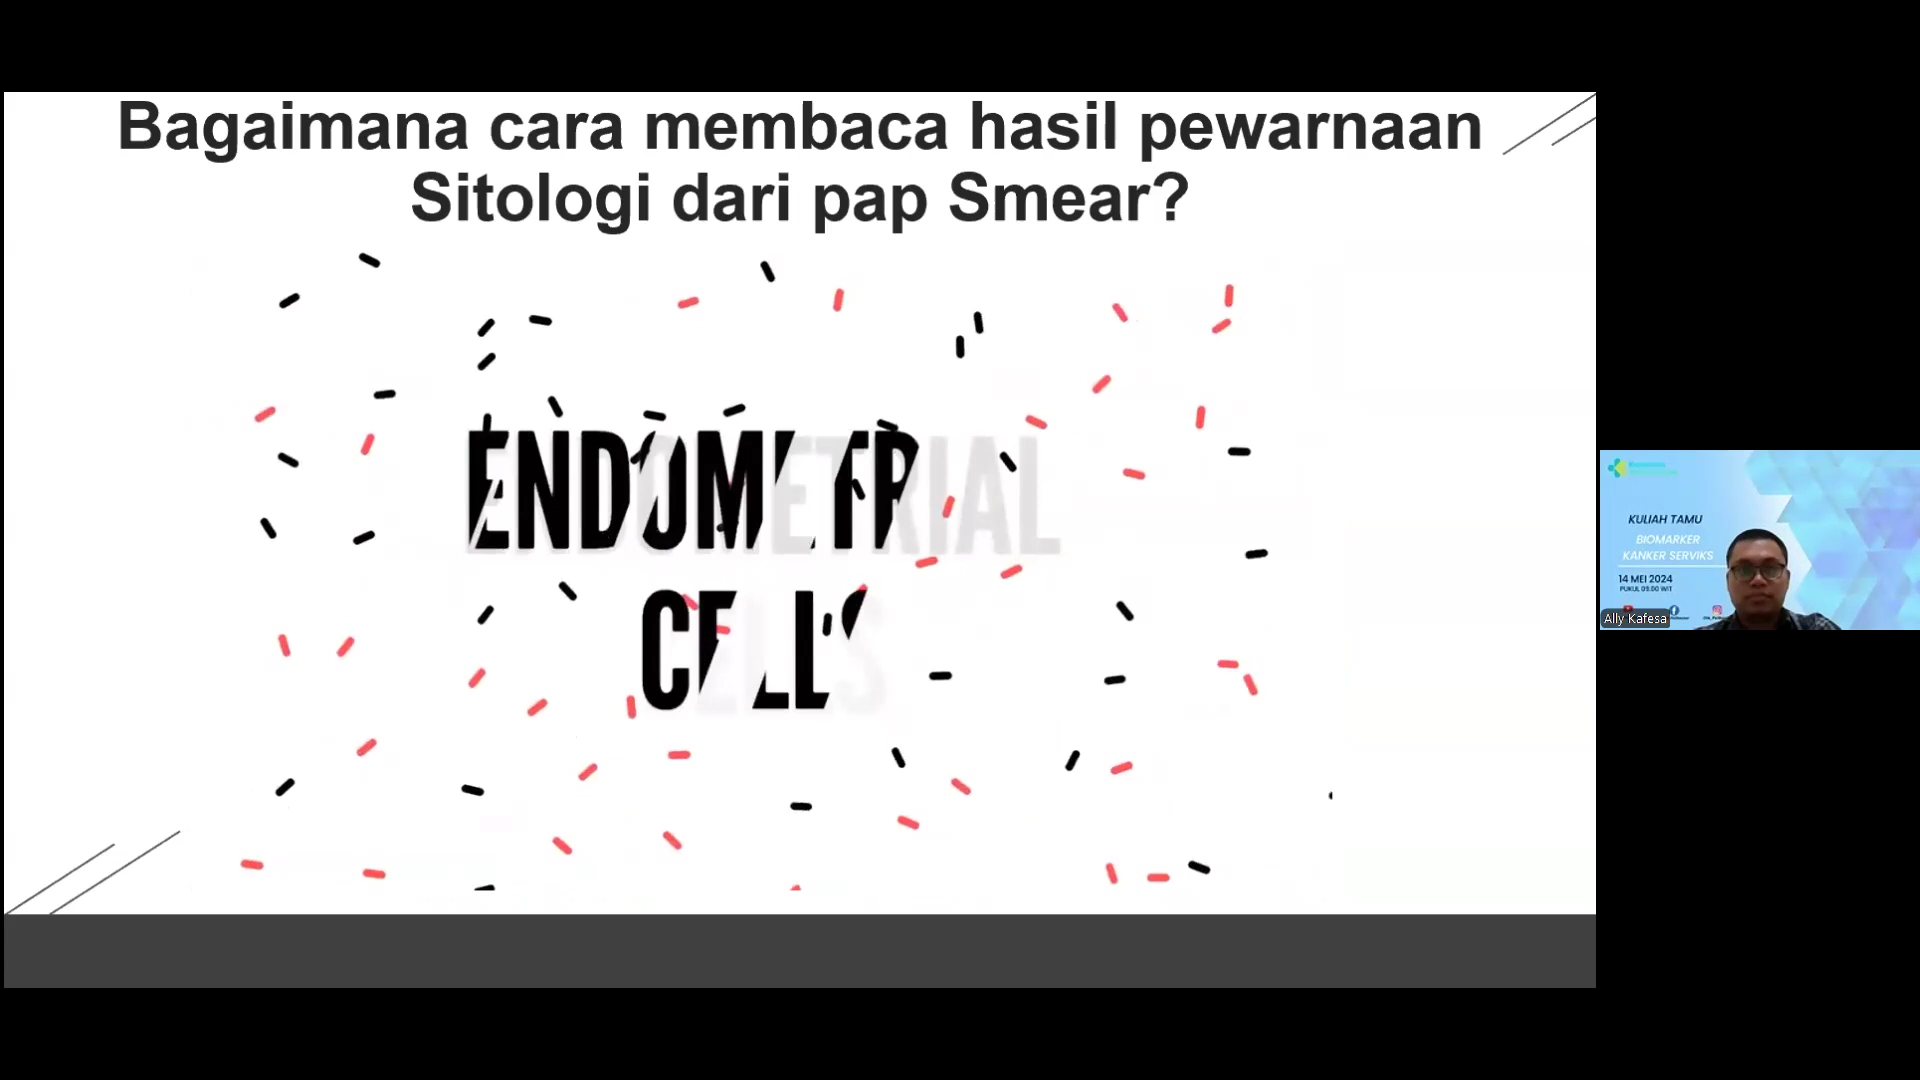 Bagaimana cara membaca hasil pewarnaan
Sitologi dari pap Smear?
ENDOMETRIAL
CELLS
KULIAH TAMU
BIOMARKER
KANKER SERVIKS
14 MEI 2024
PUKUL 09.00 WIT
Ally Kafesa